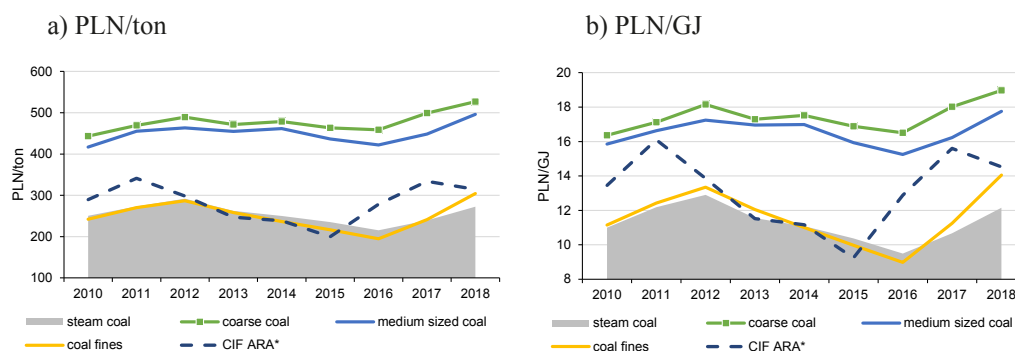 a) PLN/ton
b) PLN/GJ
PLN/ton
600
500
400
300
200
100
2010 2011 2012 2013 2014 2015 2016 2017 2018
steam coal coarse coal medium sized coal
coal fines CIF ARA*
PLN/GJ
20
18
16
14
12
10
8
2010 2011 2012 2013 2014 2015 2016 2017 2018
steam coal coarse coal medium sized coal
coal fines CIF ARA*